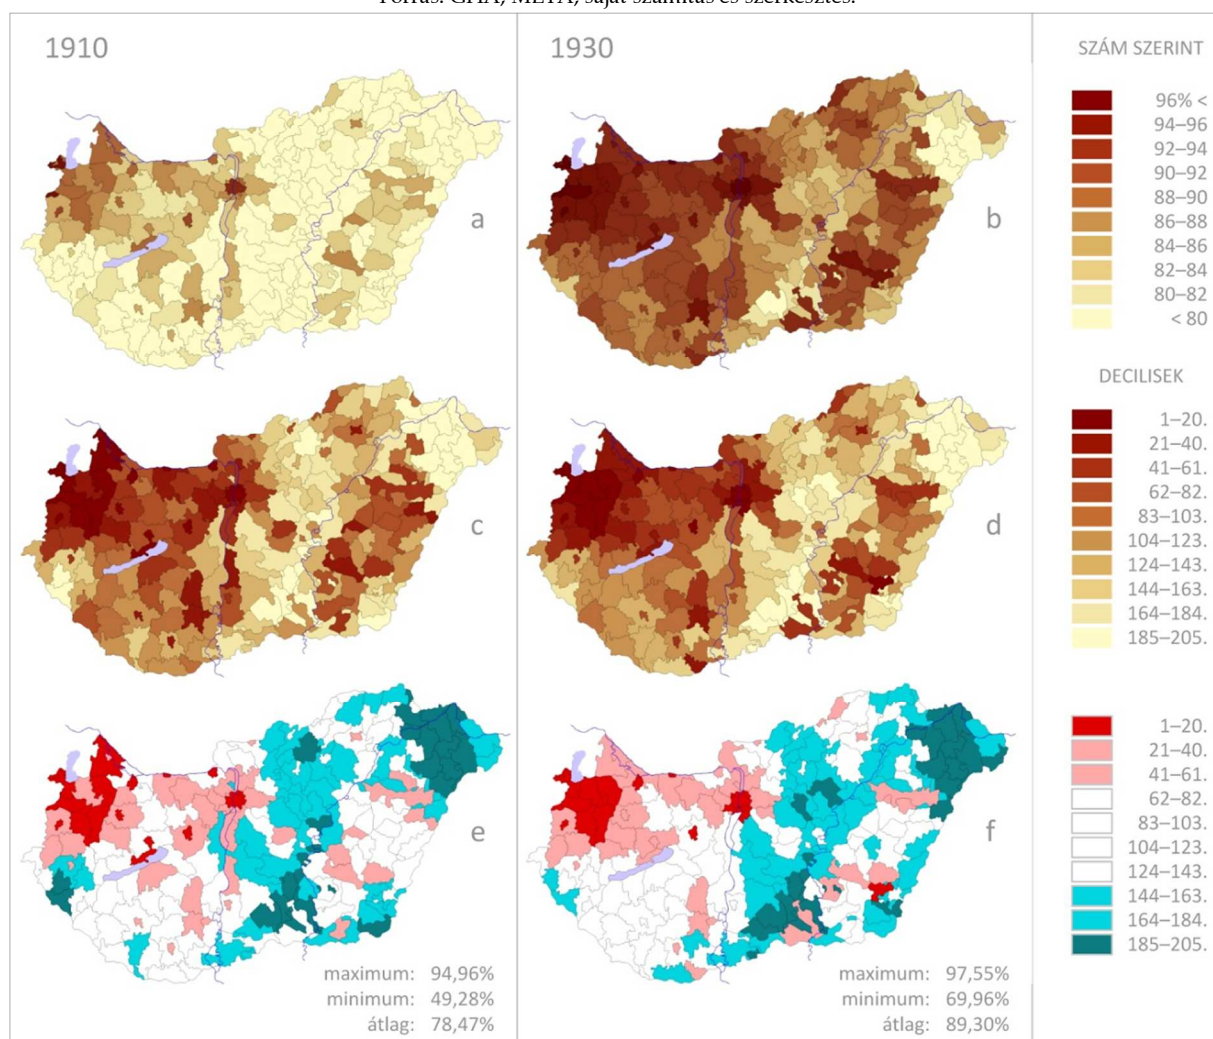 Forrás: GHA, META, saját számítás és szerkesztés.
1910
1930
SZÁM SZERINT
96% <
94–96
92–94
90–92
88–90
86–88
84–86
82–84
80–82
< 80
a
b
DECILISEK
1–20.
21–40.
41–61.
62–82.
83–103.
104–123.
124–143.
144–163.
164–184.
185–205.
c
d
1–20.
21–40.
41–61.
62–82.
83–103.
104–123.
124–143.
144–163.
164–184.
185–205.
e
f
maximum: 94,96%
minimum: 49,28%
átlag: 78,47%
maximum: 97,55%
minimum: 69,96%
átlag: 89,30%